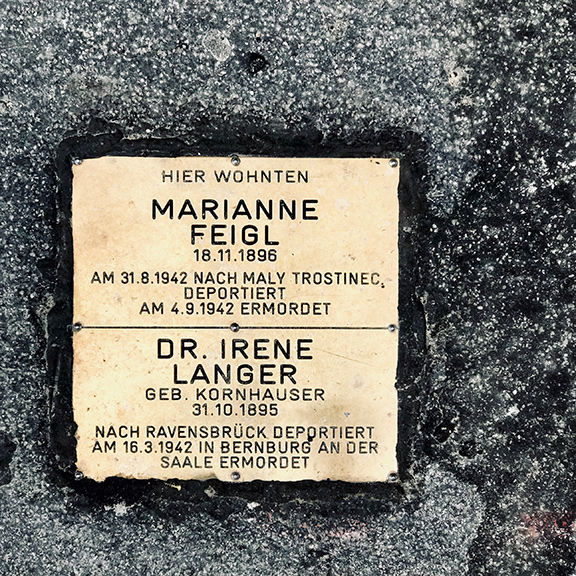 HIER WOHNTEN
MARIANNE
FEIGL
18.11.1896
AM 31.8.1942 NACH MALY TROSTINEC
DEPORTIERT
AM 4.9.1942 ERMORDET
DR. IRENE
LANGER
GEB. KORNHAUSER
31.10.1895
NACH RAVENSBRÜCK DEPORTIERT
AM 16.3.1942 IN BERNBURG AN DER
SAALE ERMORDET